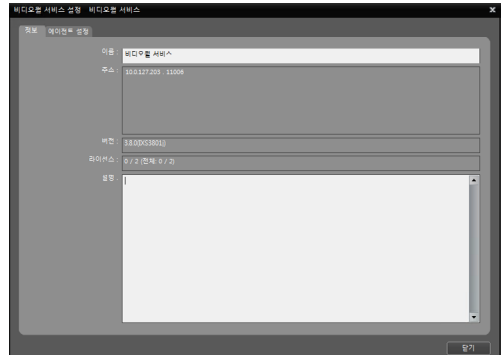 비디오월 서비스 설정 비디오월 서비스
정보 에이전트 설정
이름 : 비디오월 서비스
주소 : 10.0.127.203 : 11006
버전 : 3.8.0(IXS3801J)
라이선스 : 0 / 2 (전체: 0 / 2)
설명 :
닫기